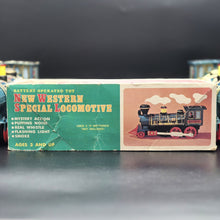 BATTERY OPERATED TOY
NEW WESTERN
SPECIAL LOCOMOTIVE
•MYSTERY ACTION
•PUFFING NOISE
•REAL WHISTLE
•FLASHING LIGHT
•SMOKE
AGES 3 AND UP